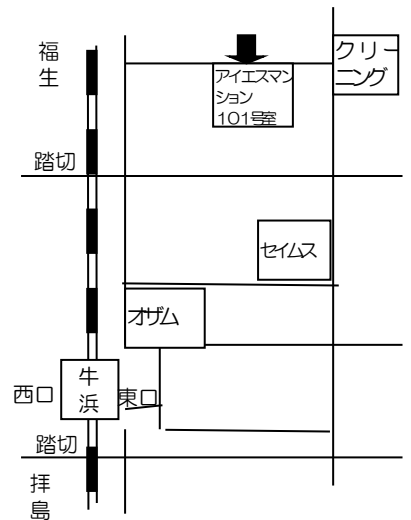 福
生
クリー
ニング
アイエスマン
ション
101号室
踏切
セイムス
オザム
牛
浜
西口
東口
踏切
拝
島